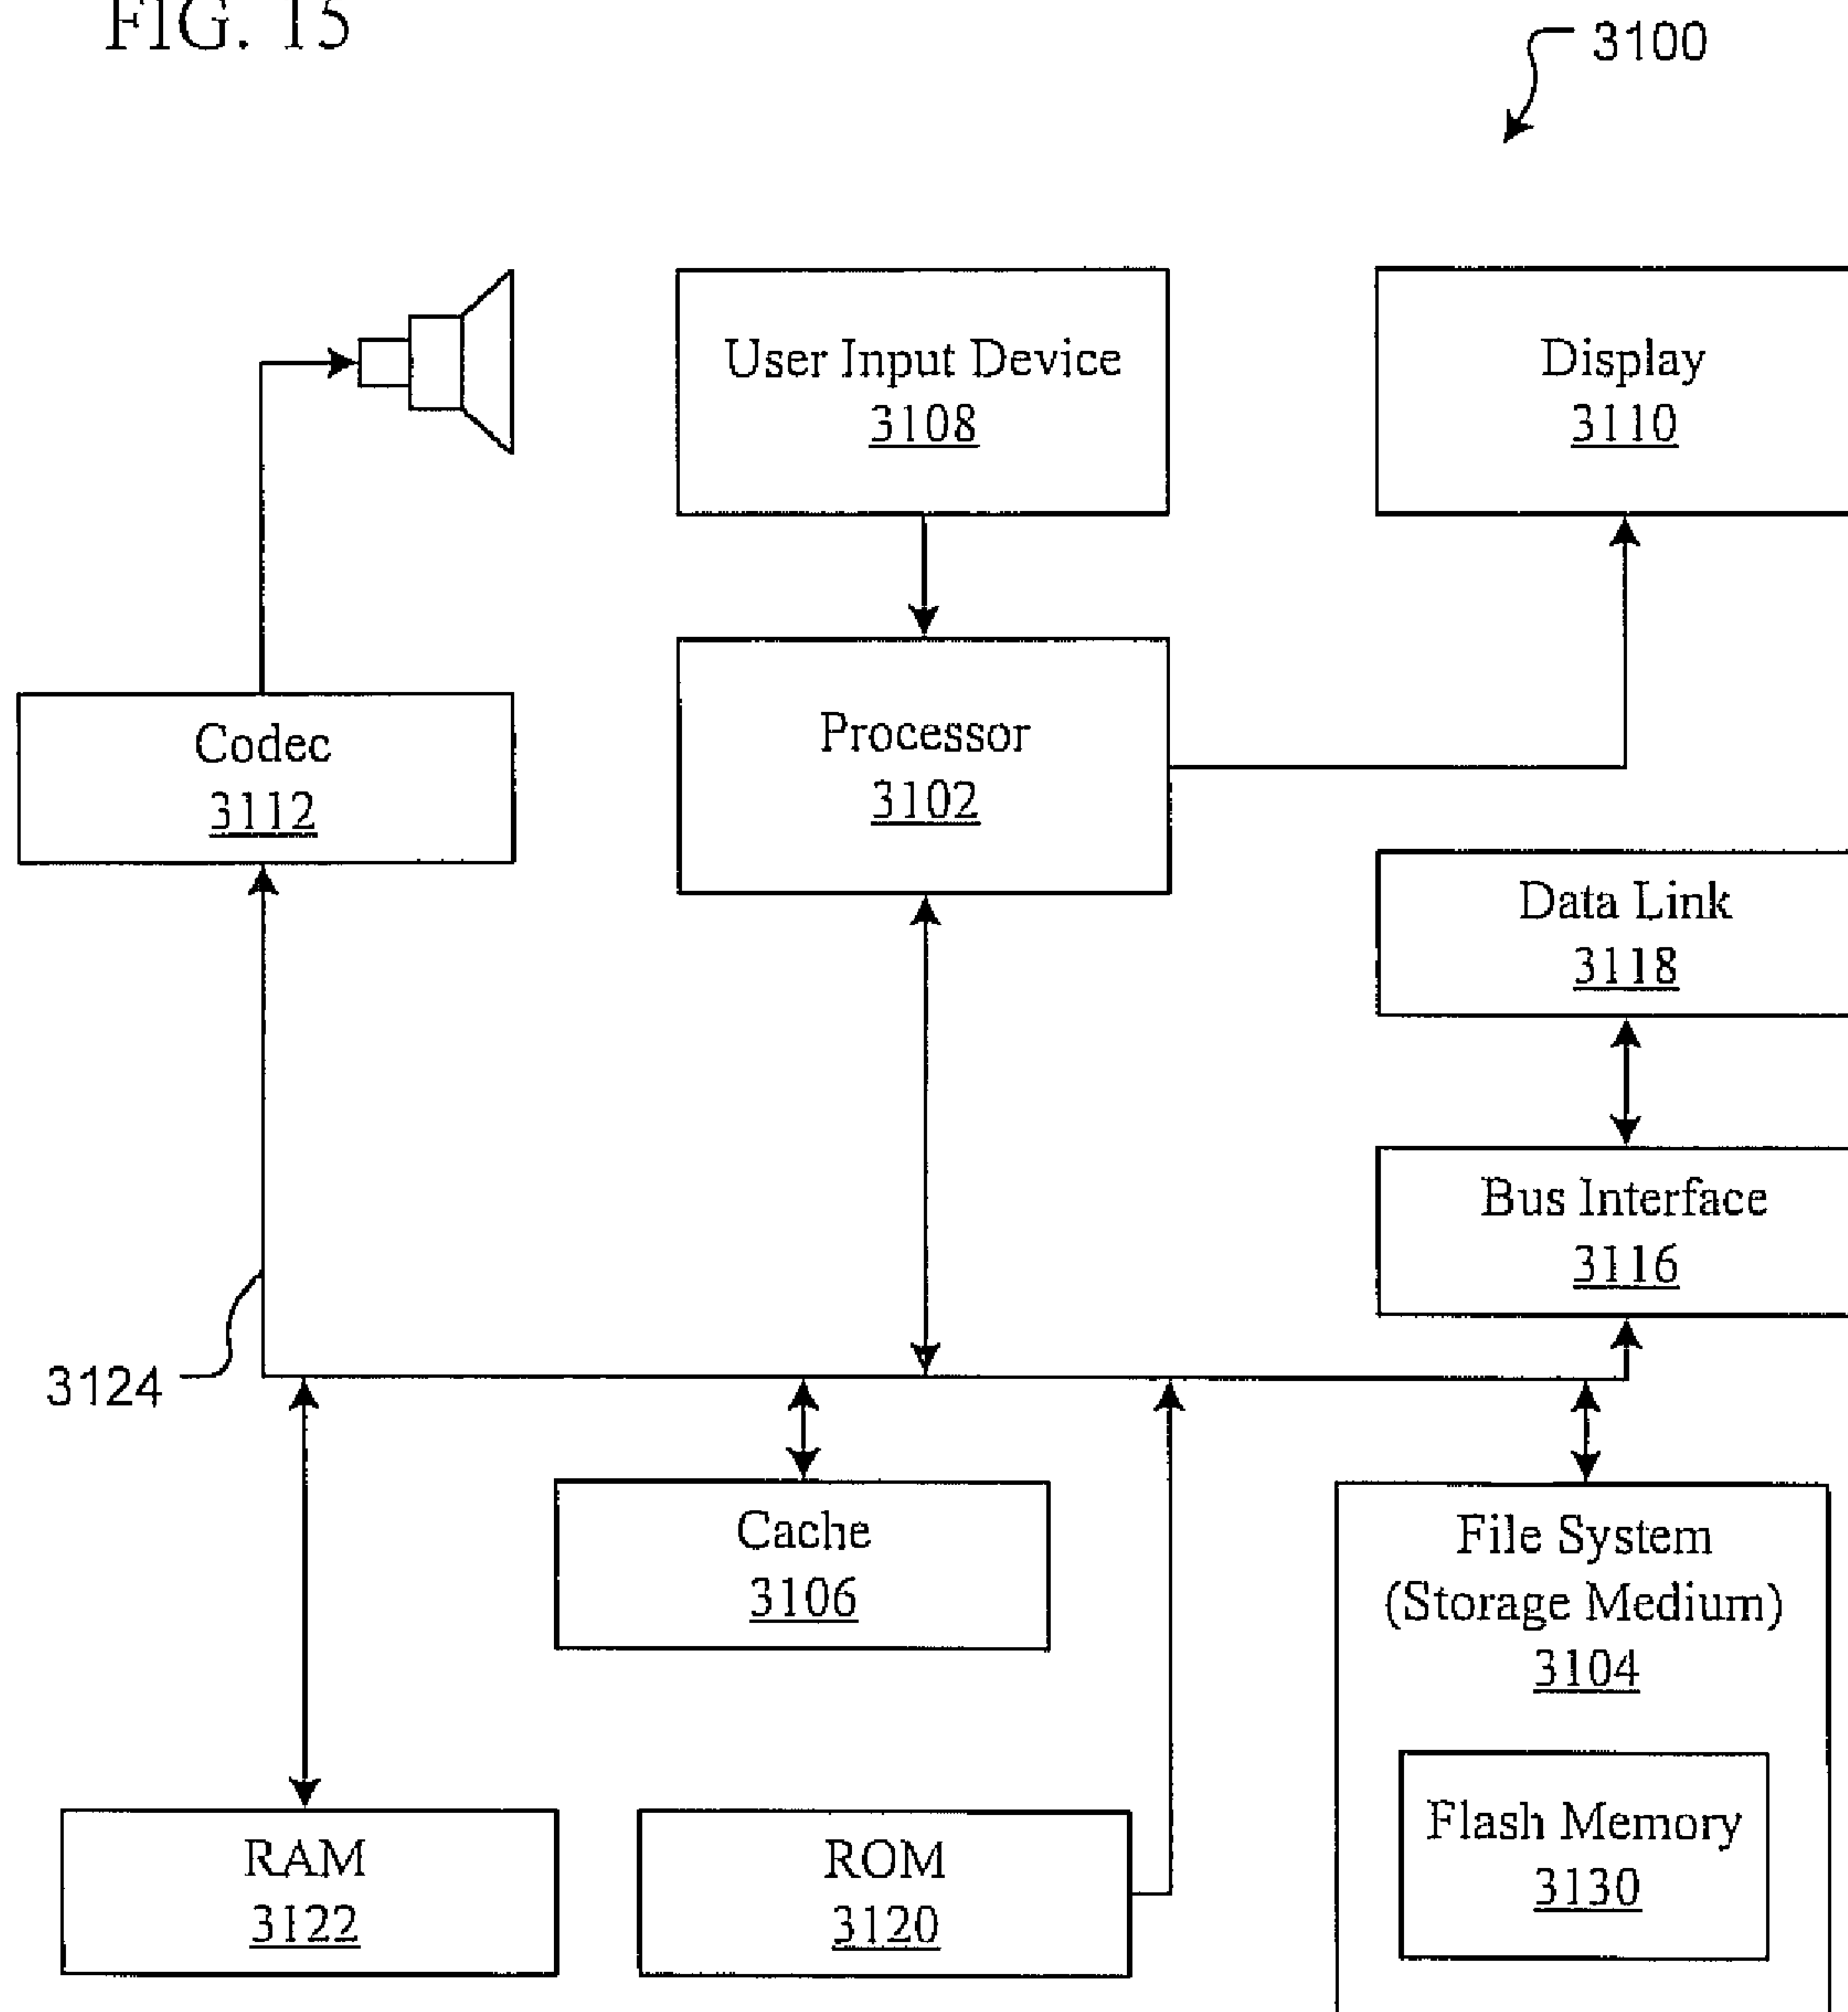 FIG. 15
3100
User Input Device
3108
Display
3110
Codec
3112
Processor
3102
Data Link
3118
Bus Interface
3116
3124
Cache
3106
File System
(Storage Medium)
3104
Flash Memory
3130
RAM
3122
ROM
3120